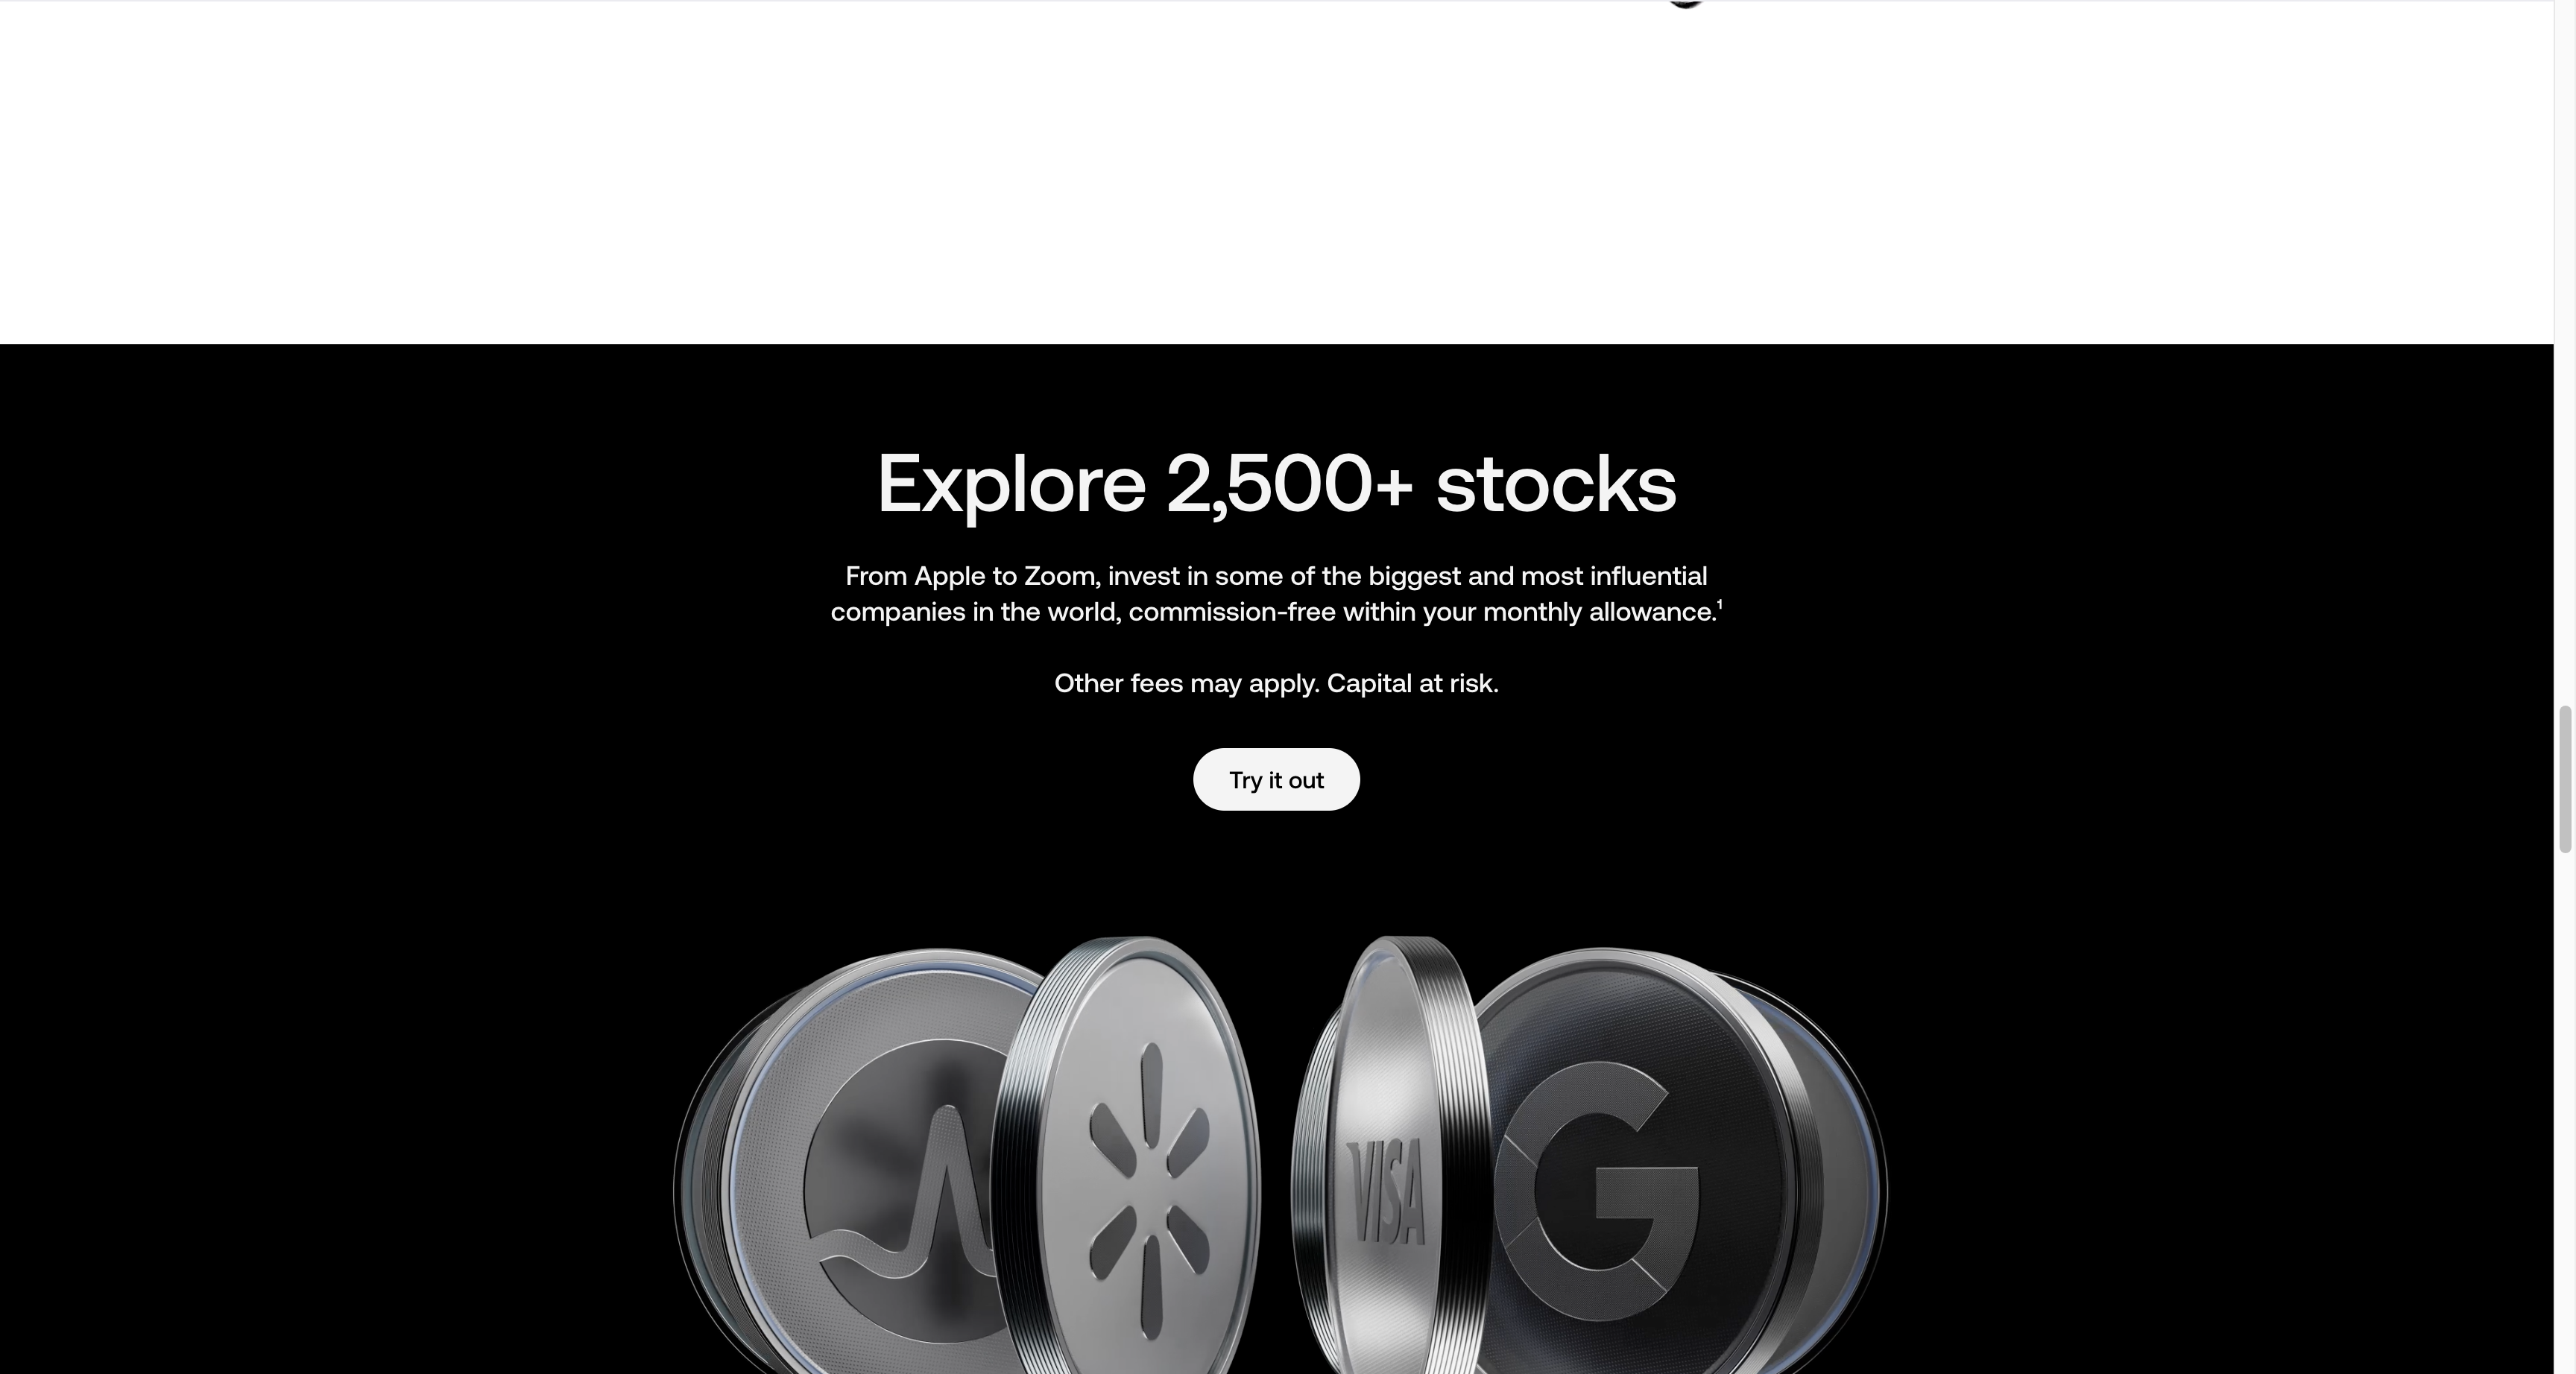 Explore 2,500+ stocks
From Apple to Zoom, invest in some of the biggest and most influential
companies in the world, commission-free within your monthly allowance.¹
Other fees may apply. Capital at risk.
Try it out
VISA
G